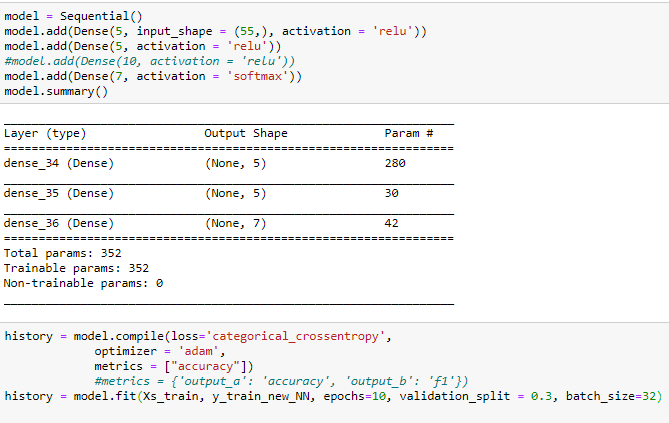 model = Sequential()
model.add(Dense(5, input_shape = (55,), activation = 'relu'))
model.add(Dense(5, activation = 'relu'))
#model.add(Dense(10, activation = 'relu'))
model.add(Dense(7, activation = 'softmax'))
model.summary()
Layer (type) Output Shape Param #
=================================================================
dense_34 (Dense) (None, 5) 280
dense_35 (Dense) (None, 5) 30
dense_36 (Dense) (None, 7) 42
=================================================================
Total params: 352
Trainable params: 352
Non-trainable params: 0
history = model.compile(loss='categorical_crossentropy',
optimizer = 'adam',
metrics = ["accuracy"])
#metrics = {'output_a': 'accuracy', 'output_b': 'f1'})
history = model.fit(Xs_train, y_train_new_NN, epochs=10, validation_split = 0.3, batch_size=32)